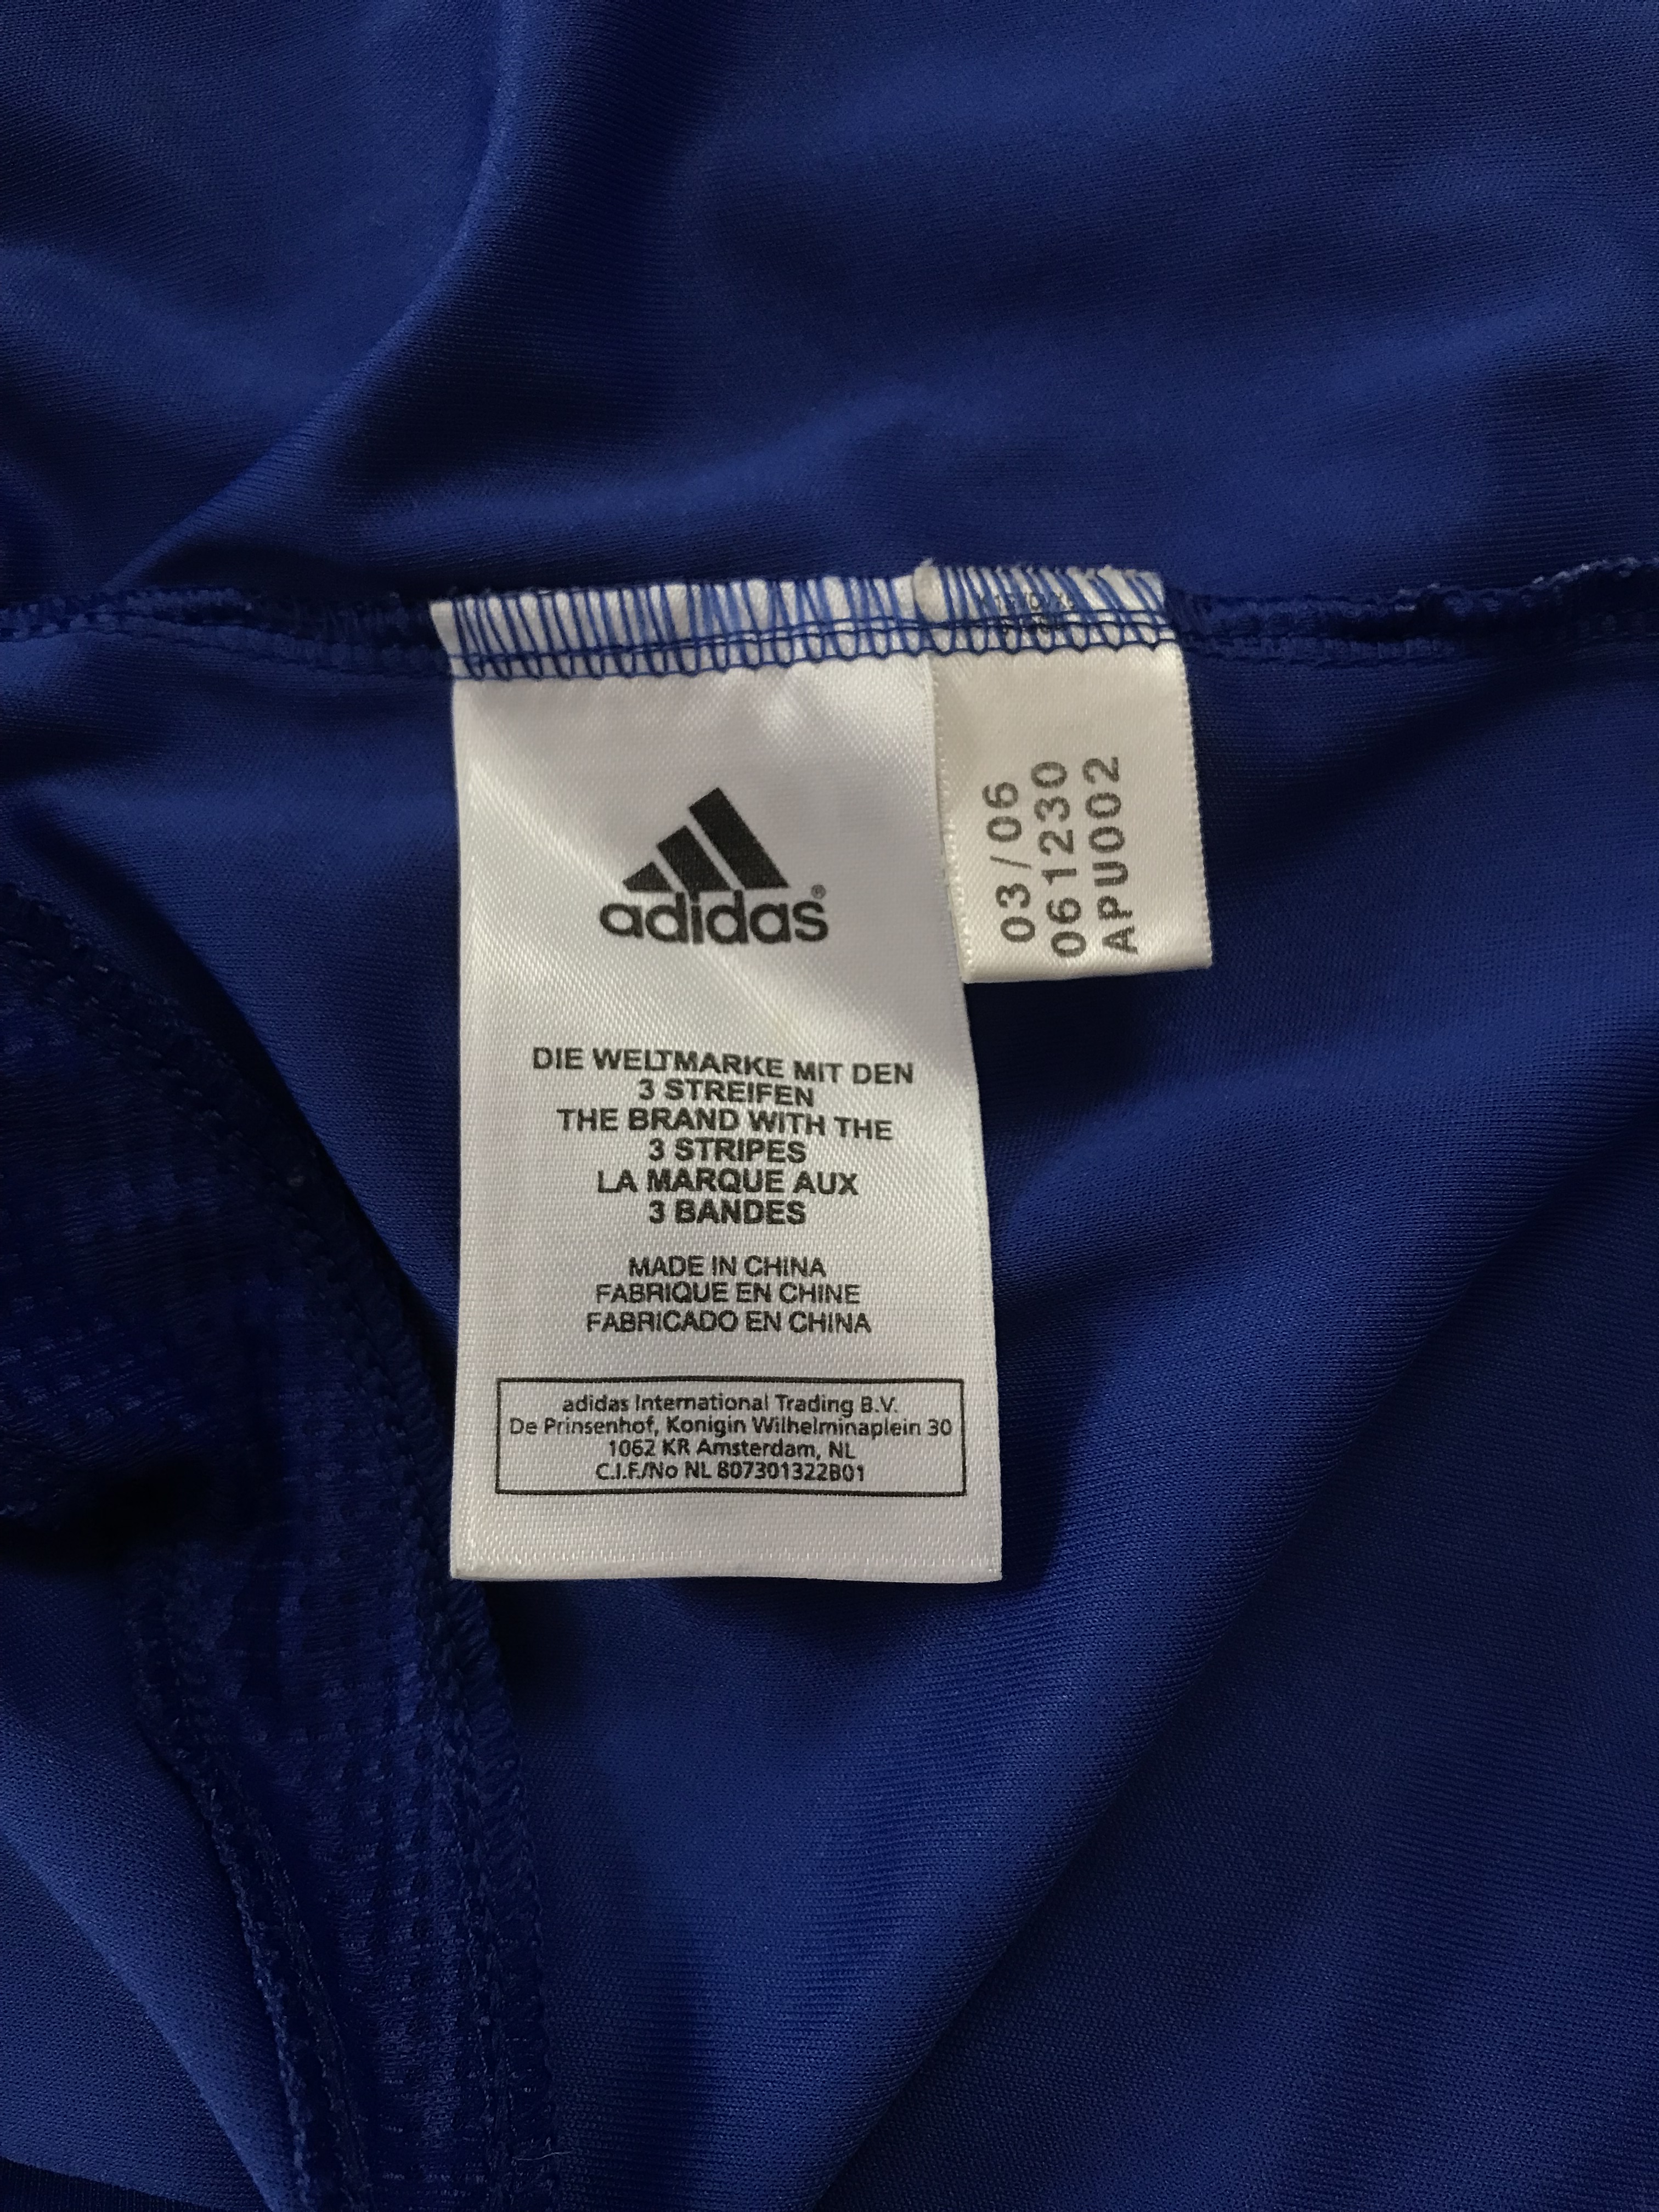 adidas®
DIE WELTMARKE MIT DEN
3 STREIFEN
THE BRAND WITH THE
3 STRIPES
LA MARQUE AUX
3 BANDES
MADE IN CHINA
FABRIQUE EN CHINE
FABRICADO EN CHINA
adidas International Trading B.V.
De Prinsenhof, Konigin Wilhelminaplein 30
1062 KR Amsterdam, NL
C.I.F./No NL 807301322B01
03/06
061230
APU002